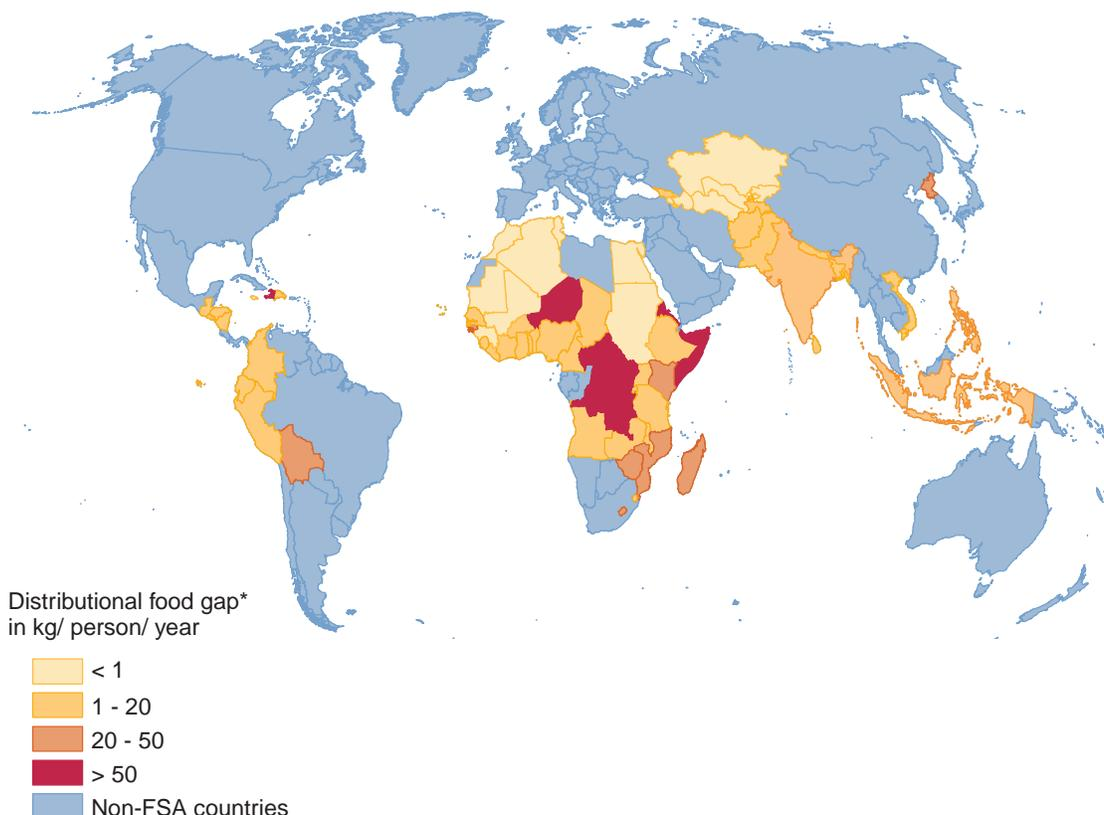 Distributional food gap*
in kg/ person/ year
< 1
1 - 20
20 - 50
> 50
Non-FSA countries